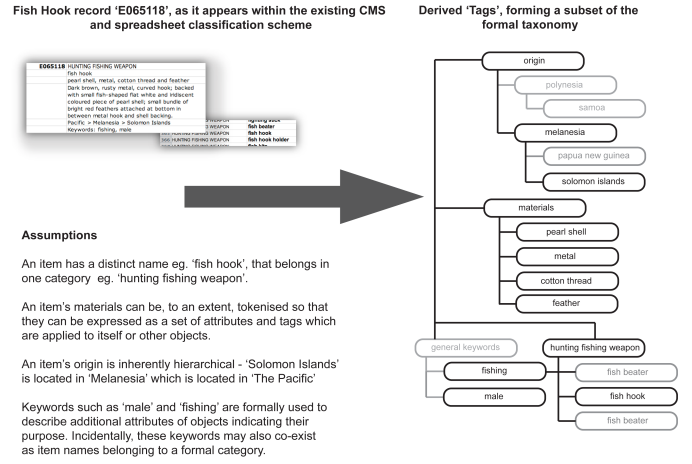 Fish Hook record ‘E065118’, as it appears within the existing CMS
and spreadsheet classification scheme
E065118 HUNTING FISHING WEAPON
fish hook
pearl shell, metal, cotton thread and feather
Dark brown, rusty metal, curved hook; backed
with small fish-shaped flat white and iridiscent
coloured piece of pearl shell; small bundle of
bright red feathers attached at bottom in
between metal hook and shell backing.
Pacific > Melanesia > Solomon Islands
Keywords: fishing, male
HUNTING FISHING WEAPON fish beater
HUNTING FISHING WEAPON fish hook
HUNTING FISHING WEAPON fish hook holder
Derived ‘Tags’, forming a subset of the
formal taxonomy
origin
polynesia
samoa
melanesia
papua new guinea
solomon islands
materials
pearl shell
metal
cotton thread
feather
general keywords
fishing
male
hunting fishing weapon
fish beater
fish hook
fish beater
Assumptions
An item has a distinct name eg. ‘fish hook’, that belongs in
one category  eg. ‘hunting fishing weapon’.
An item’s materials can be, to an extent, tokenised so that
they can be expressed as a set of attributes and tags which
are applied to itself or other objects.
An item’s origin is inherently hierarchical - ‘Solomon Islands’
is located in ‘Melanesia’ which is located in ‘The Pacific’
Keywords such as ‘male’ and ‘fishing’ are formally used to
describe additional attributes of objects indicating their
purpose. Incidentally, these keywords may also co-exist
as item names belonging to a formal category.